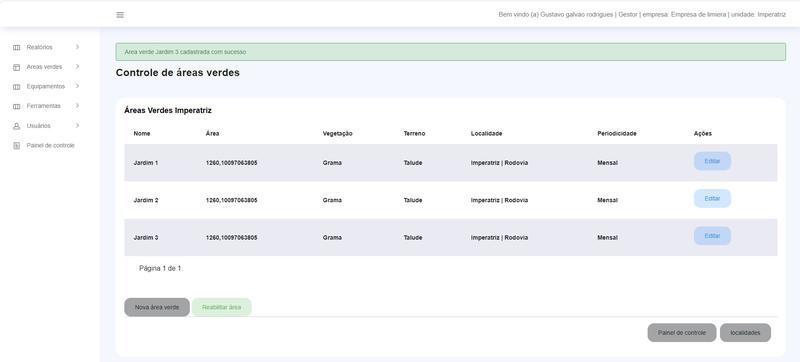 Bem vindo (a) Gustavo galvao rodrigues | Gestor | empresa: Empresa de limiera | unidade: Imperatriz
Reatórios
Areas verdes
Equipamentos
Ferramentas
Usuários
Painel de controle
Area verde Jardim 3 cadastrada com sucesso
Controle de áreas verdes
Áreas Verdes Imperatriz
Nome Área Vegetação Terreno Localidade Periodicidade Ações
Jardim 1 1260,10097063805 Grama Talude Imperatriz | Rodovia Mensal Editar
Jardim 2 1260,10097063805 Grama Talude Imperatriz | Rodovia Mensal Editar
Jardim 3 1260,10097063805 Grama Talude Imperatriz | Rodovia Mensal Editar
Página 1 de 1.
Nova área verde Reabilitar área
Painel de controle localidades